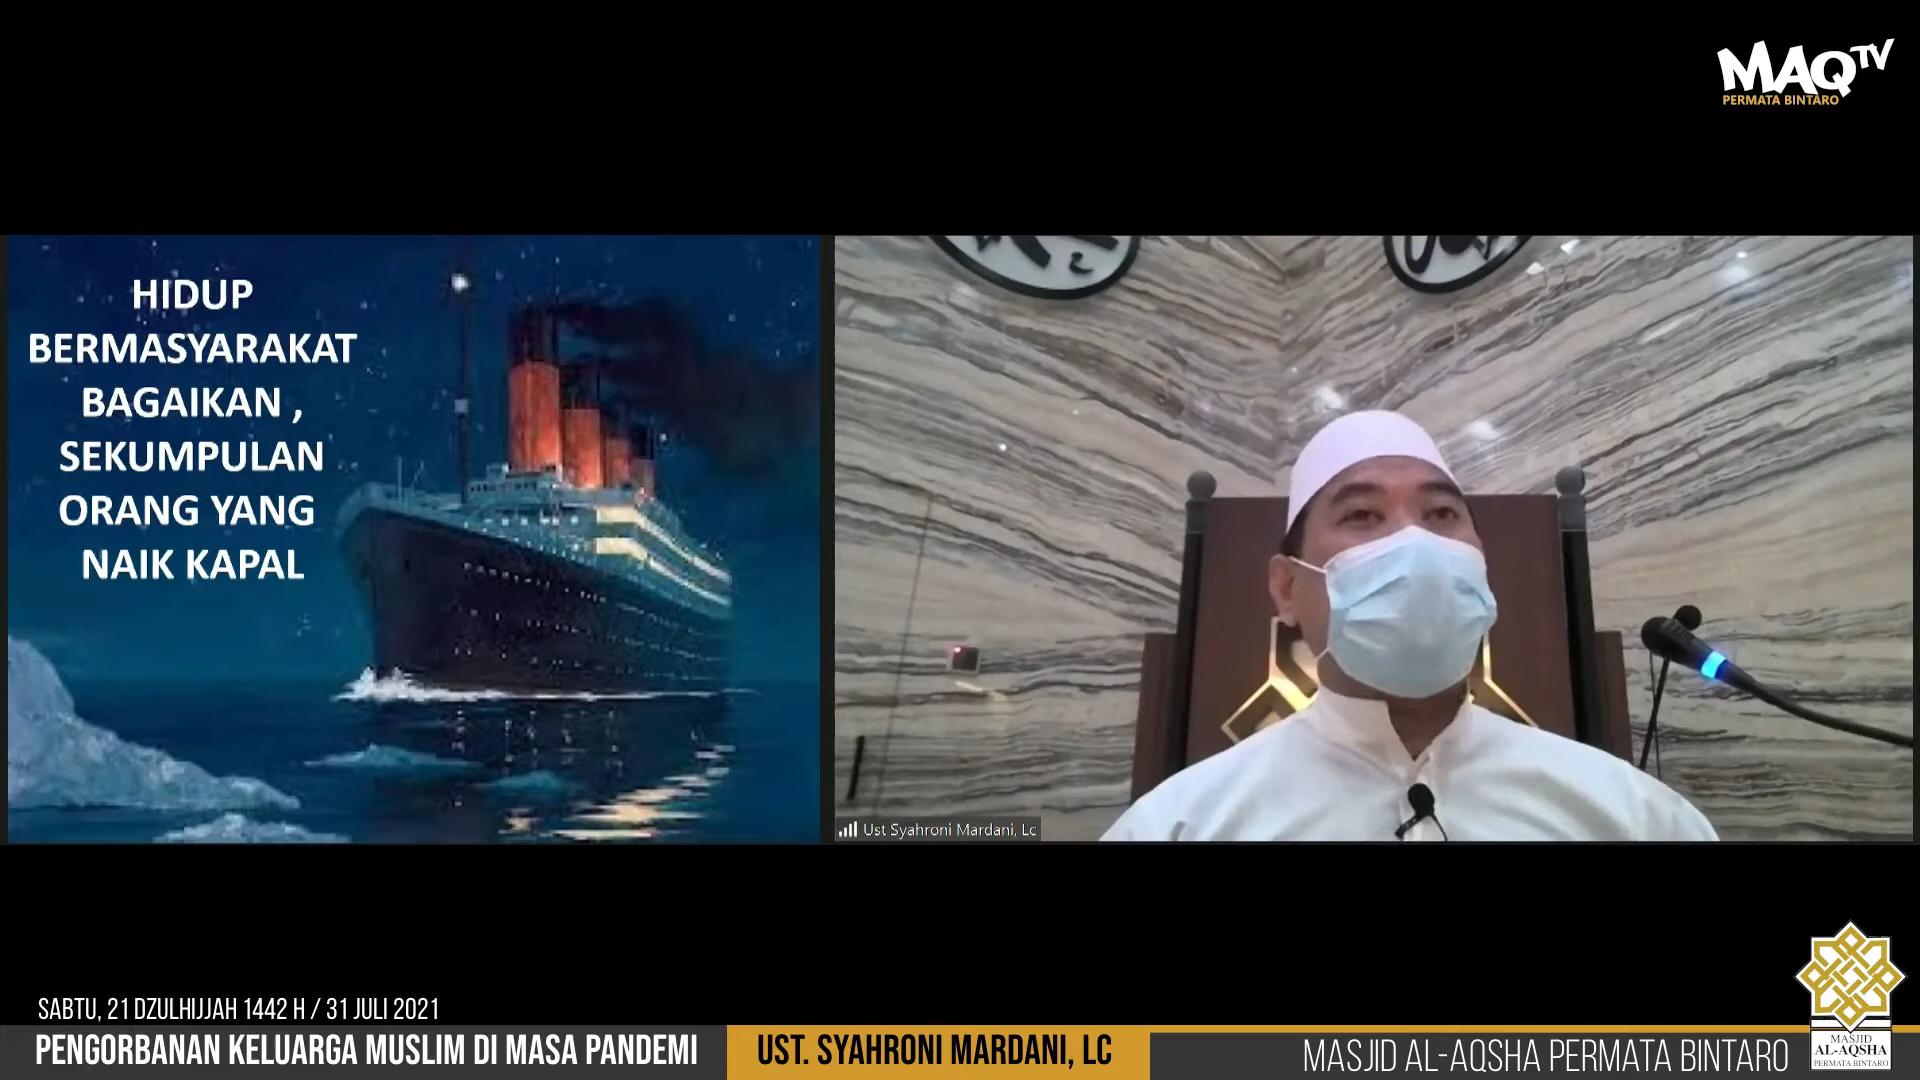 MAQ TV
PERMATA BINTARO
HIDUP
BERMASYARAKAT
BAGAIKAN ,
SEKUMPULAN
ORANG YANG
NAIK KAPAL
Ust Syahroni Mardani, Lc
SABTU, 21 DZULHIJJAH 1442 H / 31 JULI 2021
PENGORBANAN KELUARGA MUSLIM DI MASA PANDEMI
UST. SYAHRONI MARDANI, LC
MASJID AL-AQSHA PERMATA BINTARO
MASJID
AL-AQSHA
PERMATA BINTARO